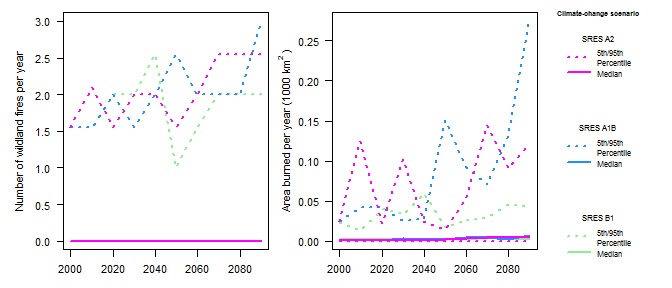 Number of wildland fires per year
3.0
2.5
2.0
1.5
1.0
0.5
0.0
2000
2020
2040
2060
2080
Area burned per year (1000 km²)
0.25
0.20
0.15
0.10
0.05
0.00
2000
2020
2040
2060
2080
Climate-change scenario
SRES A2
5th/95th
Percentile
Median
SRES A1B
5th/95th
Percentile
Median
SRES B1
5th/95th
Percentile
Median